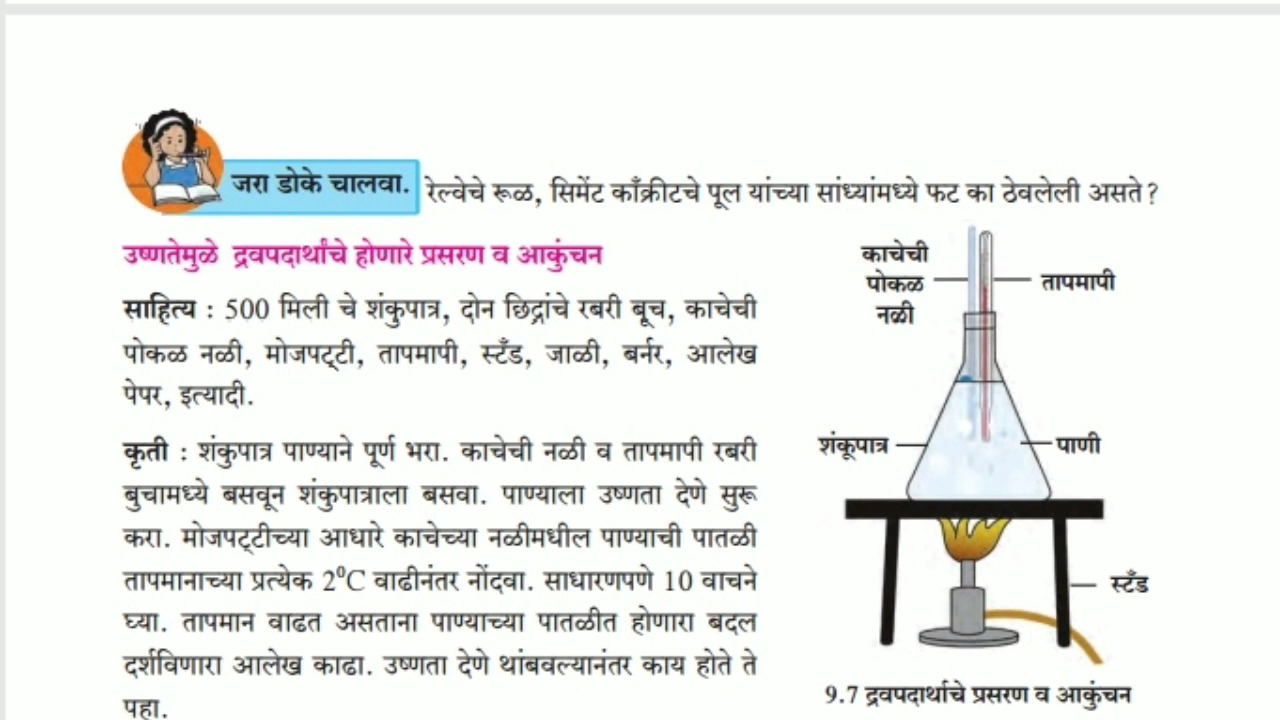 जरा डोके चालवा. रेल्वेचे रूळ, सिमेंट काँक्रीटचे पूल यांच्या सांध्यांमध्ये फट का ठेवलेली असते ?
उष्णतेमुळे द्रवपदार्थांचे होणारे प्रसरण व आकुंचन
साहित्य : 500 मिली चे शंकुपात्र, दोन छिद्रांचे रबरी बूच, काचेची
पोकळ नळी, मोजपट्टी, तापमापी, स्टँड, जाळी, बर्नर, आलेख
पेपर, इत्यादी.
कृती : शंकुपात्र पाण्याने पूर्ण भरा. काचेची नळी व तापमापी रबरी
बुचामध्ये बसवून शंकुपात्राला बसवा. पाण्याला उष्णता देणे सुरू
करा. मोजपट्टीच्या आधारे काचेच्या नळीमधील पाण्याची पातळी
तापमानाच्या प्रत्येक 2⁰C वाढीनंतर नोंदवा. साधारणपणे 10 वाचने
घ्या. तापमान वाढत असताना पाण्याच्या पातळीत होणारा बदल
दर्शविणारा आलेख काढा. उष्णता देणे थांबवल्यानंतर काय होते ते
पहा.
काचेची
पोकळ
नळी
तापमापी
शंकूपात्र
पाणी
स्टँड
9.7 द्रवपदार्थाचे प्रसरण व आकुंचन